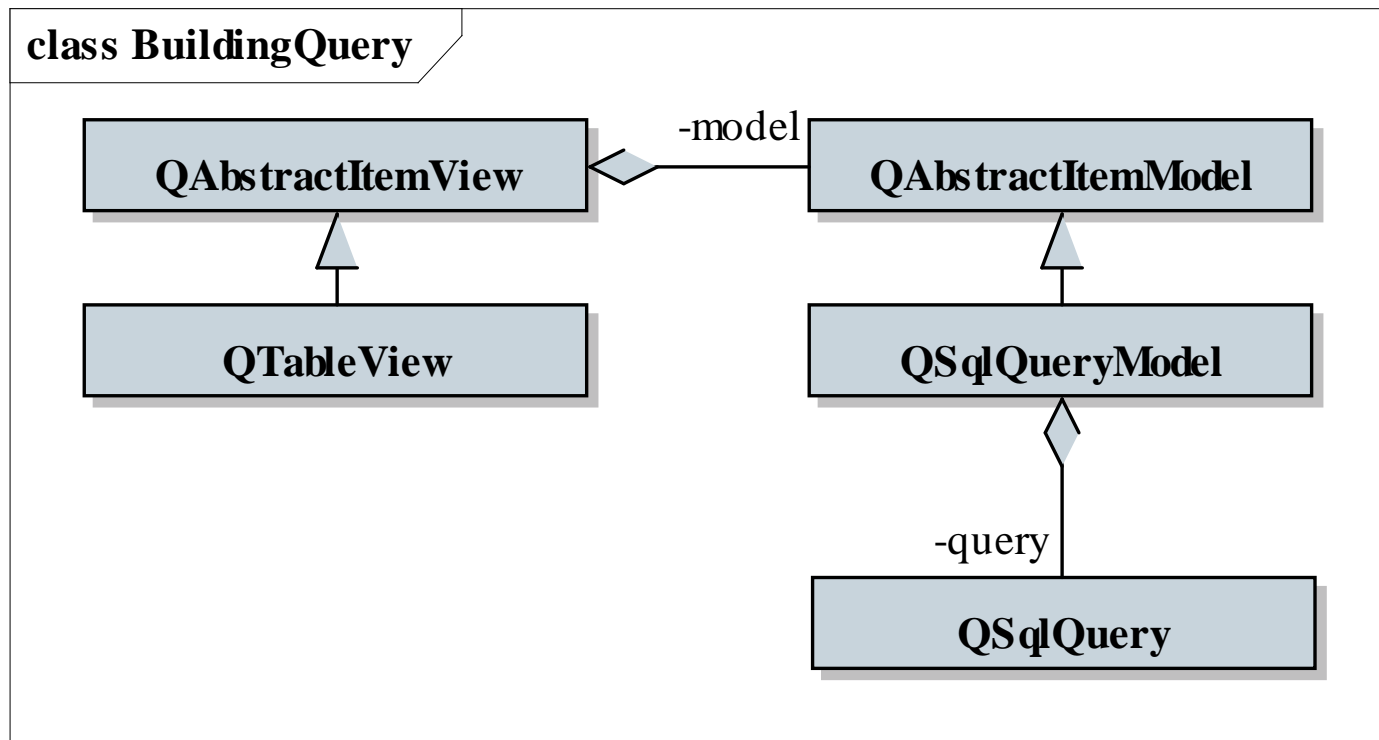 class BuildingQuery
-model
QAbstractItemView
QAbstractItemModel
QTableView
QSqlQueryModel
-query
QSqlQuery